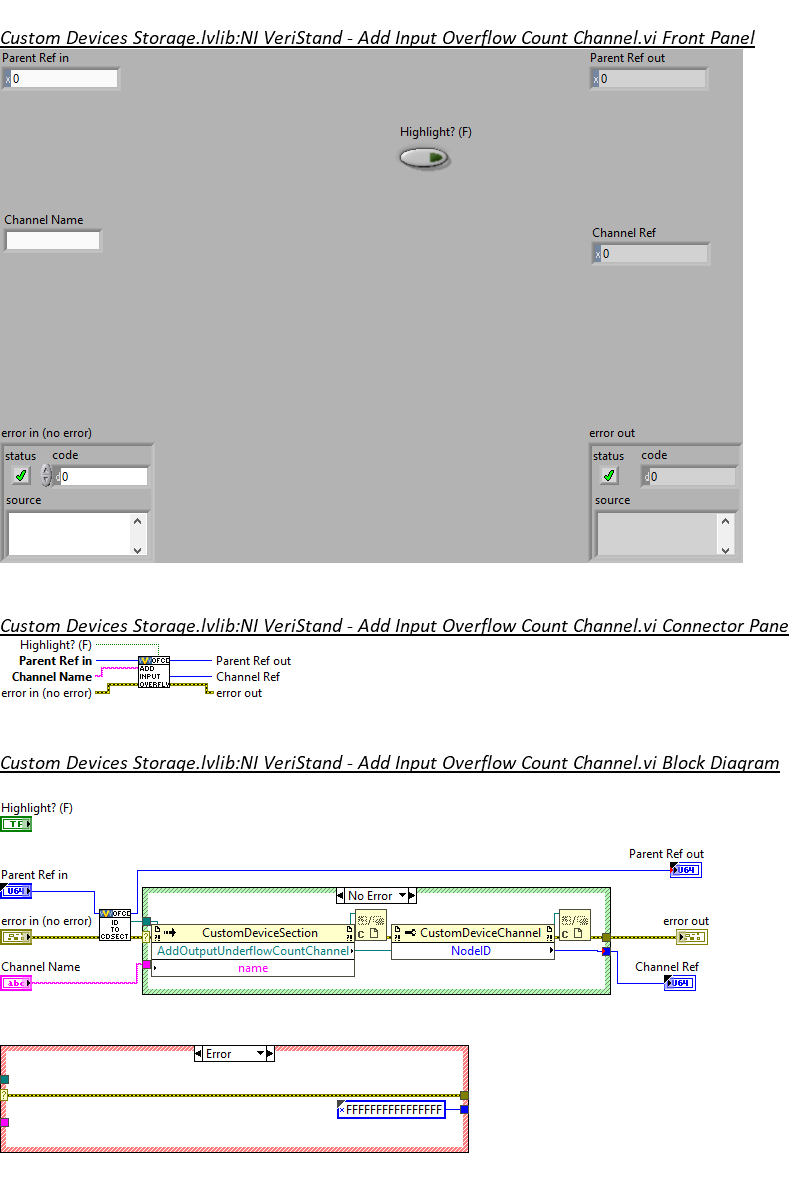 Custom Devices Storage.lvlib:NI VeriStand - Add Input Overflow Count Channel.vi Front Panel
Parent Ref in
x 0
Parent Ref out
x 0
Highlight? (F)
Channel Name
Channel Ref
x 0
error in (no error)
status code
d 0
source
error out
status code
d 0
source
Custom Devices Storage.lvlib:NI VeriStand - Add Input Overflow Count Channel.vi Connector Pane
Highlight? (F)
Parent Ref in
Channel Name
error in (no error)
OFCD
ADD
INPUT
OVERFLW
Parent Ref out
Channel Ref
error out
Custom Devices Storage.lvlib:NI VeriStand - Add Input Overflow Count Channel.vi Block Diagram
Highlight? (F)
TF
Parent Ref out
U64
Parent Ref in
U64
No Error
error in (no error)
OFCD
ID
TO
CDSECT
CustomDeviceSection
AddOutputUnderflowCountChannel
name
CustomDeviceChannel
NodeID
error out
Channel Name
abc
Channel Ref
U64
Error
x FFFFFFFFFFFFFFFF